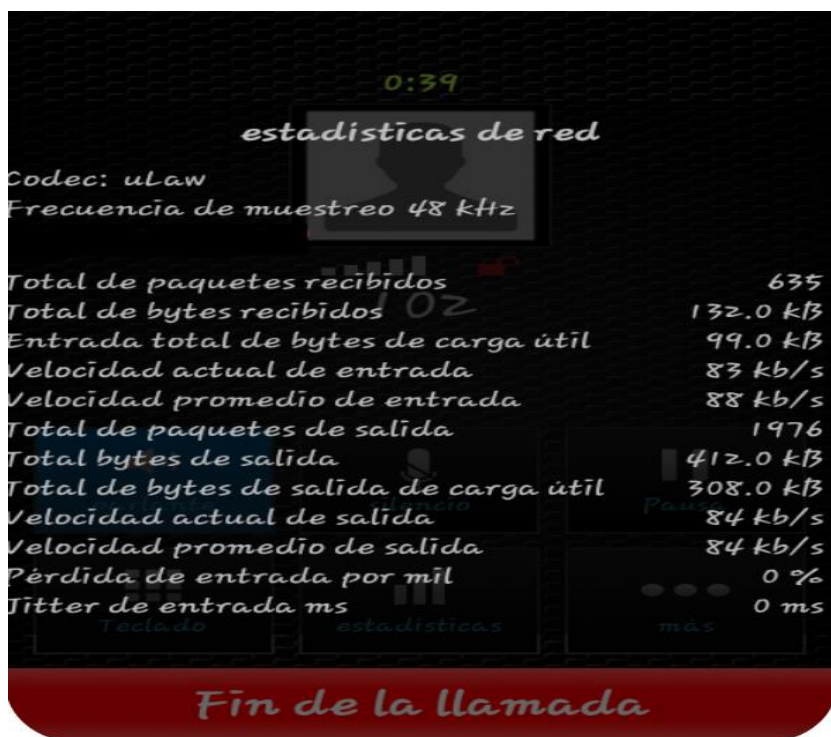 0:39
estadísticas de red
Codec: uLaw
Frecuencia de muestreo 48 kHz
102
Total de paquetes recibidos 635
Total de bytes recibidos 132.0 kB
Entrada total de bytes de carga útil 99.0 kB
Velocidad actual de entrada 83 kb/s
Velocidad promedio de entrada 88 kb/s
Total de paquetes de salida 1976
Total bytes de salida 412.0 kB
Total de bytes de salida de carga útil 308.0 kB
Velocidad actual de salida 84 kb/s
Velocidad promedio de salida 84 kb/s
Pérdida de entrada por mil 0 %
Jitter de entrada ms 0 ms
silencio Pausa
Teclado estadísticas más
Fin de la llamada